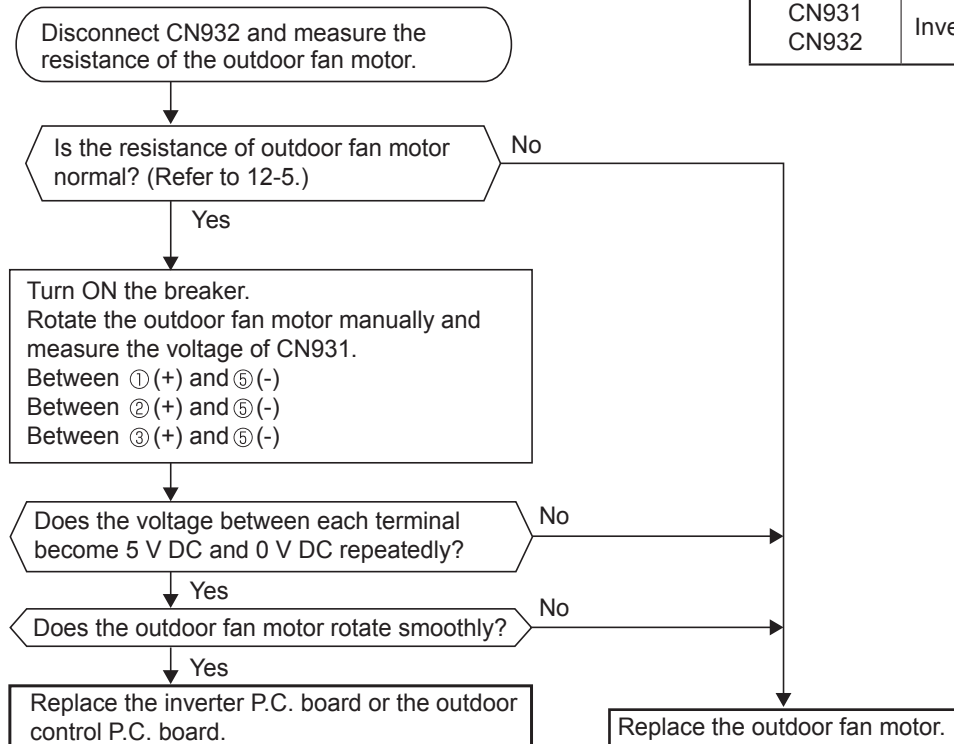 CN931
CN932
Disconnect CN932 and measure the
resistance of the outdoor fan motor.
Is the resistance of outdoor fan motor
normal? (Refer to 12-5.)
No
Yes
Turn ON the breaker.
Rotate the outdoor fan motor manually and
measure the voltage of CN931.
Between ①(+) and ⑤(-)
Between ②(+) and ⑤(-)
Between ③(+) and ⑤(-)
Does the voltage between each terminal
become 5 V DC and 0 V DC repeatedly?
No
Yes
Does the outdoor fan motor rotate smoothly?
No
Yes
Replace the inverter P.C. board or the outdoor
control P.C. board.
Replace the outdoor fan motor.